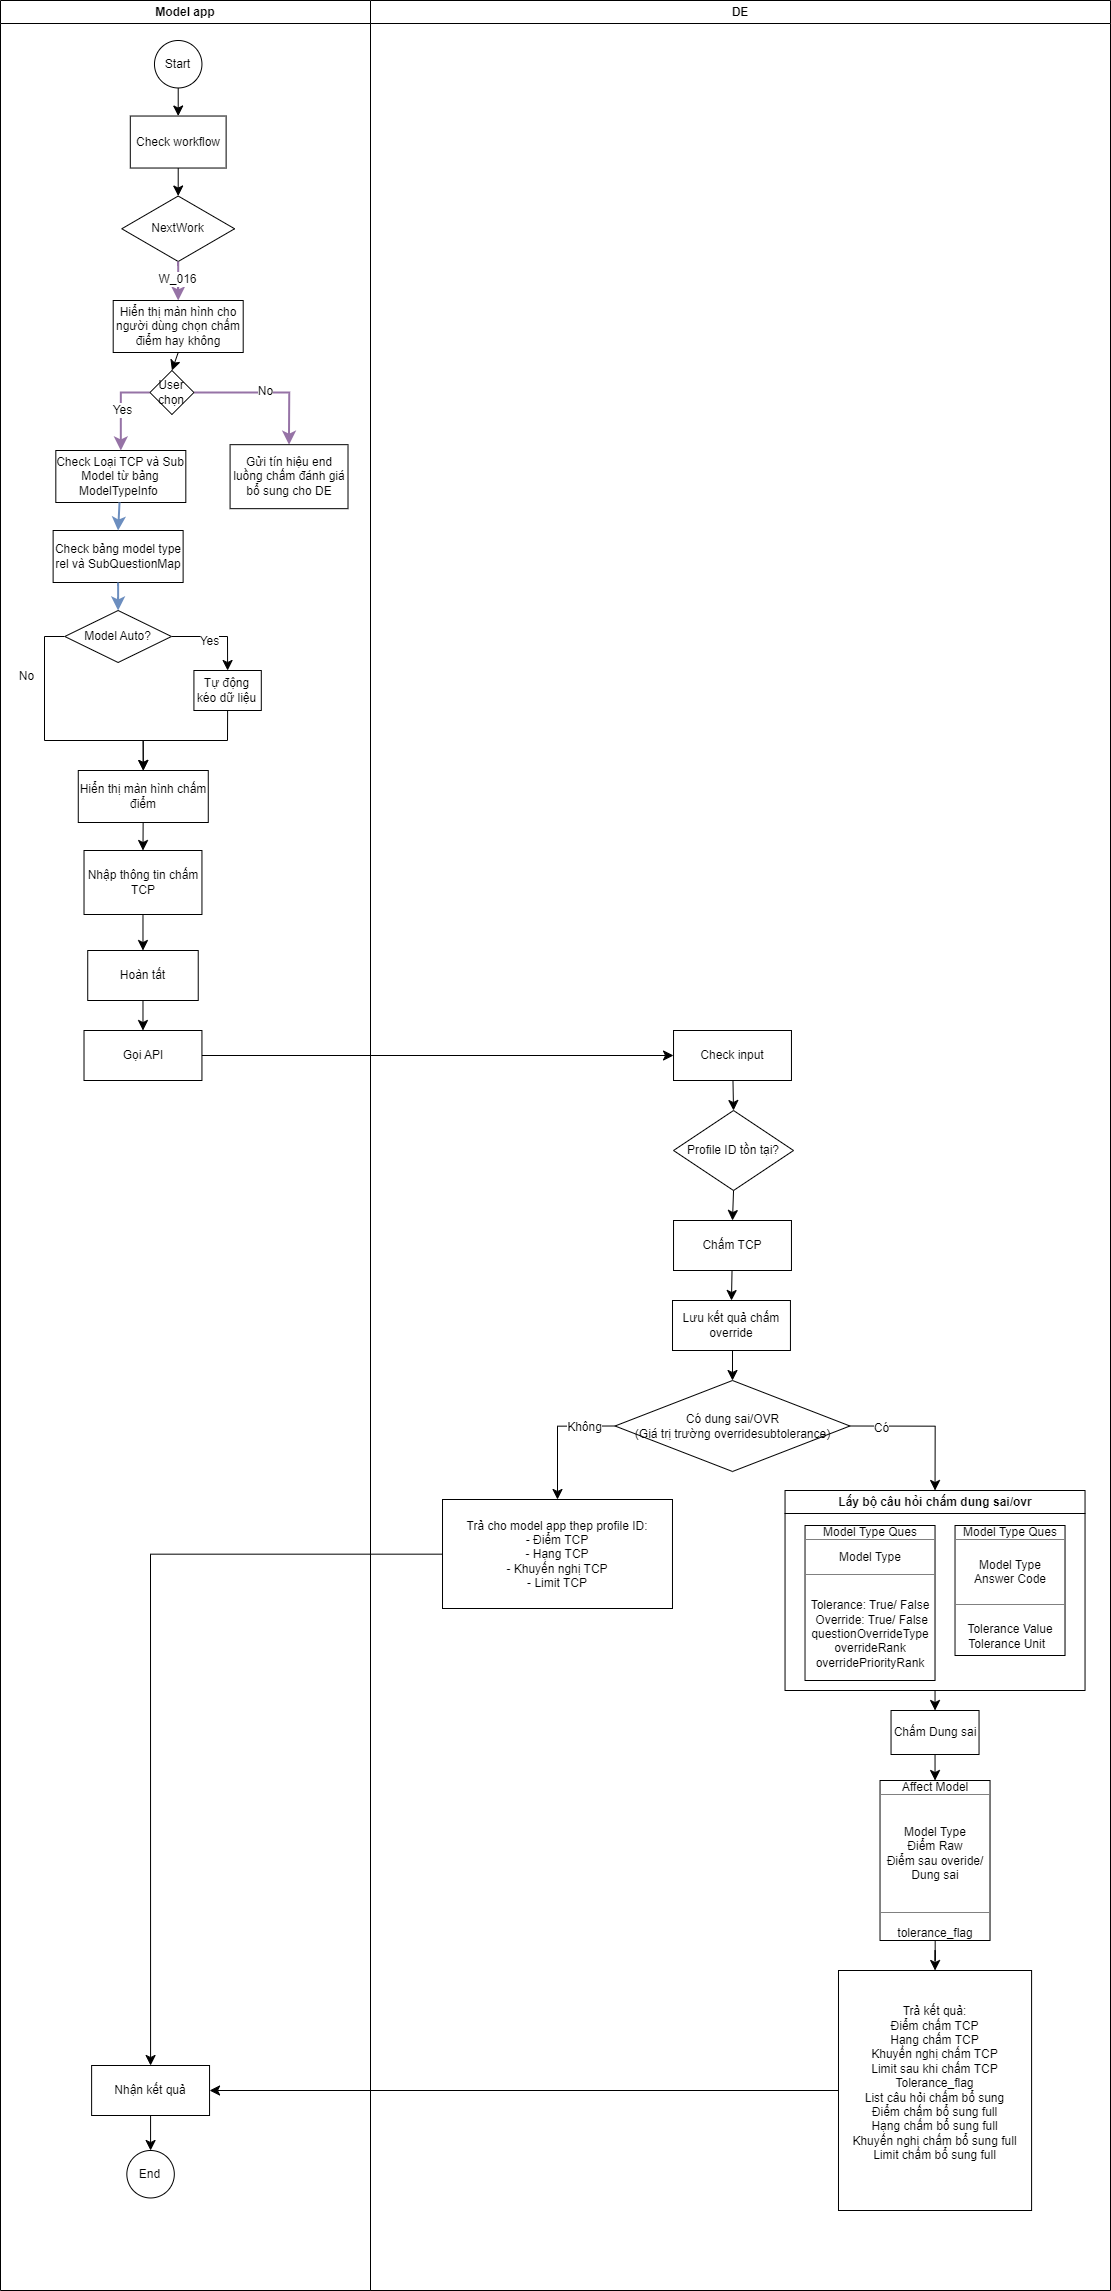 Model app
DE
Start
Check workflow
NextWork
W_016
Hiển thị màn hình cho
người dùng chọn chấm
điểm hay không
User
chọn
Yes
No
Check Loại TCP và Sub
Model từ bảng
ModelTypeInfo
Gửi tín hiệu end
luồng chấm đánh giá
bổ sung cho DE
Check bảng model type
rel và SubQuestionMap
Model Auto?
Yes
No
Tự động
kéo dữ liệu
Hiển thị màn hình chấm
điểm
Nhập thông tin chấm
TCP
Hoàn tất
Gọi API
Check input
Profile ID tồn tại?
Chấm TCP
Lưu kết quả chấm
override
Có dung sai/OVR
(Giá trị trường overridesubtolerance)
Không
Có
Trả cho model app thep profile ID:
- Điểm TCP
- Hạng TCP
- Khuyến nghị TCP
- Limit TCP
Lấy bộ câu hỏi chấm dung sai/ovr
Model Type Ques
Model Type
Tolerance: True/ False
Override: True/ False
questionOverrideType
overrideRank
overridePriorityRank
Model Type Ques
Model Type
Answer Code
Tolerance Value
Tolerance Unit
Chấm Dung sai
Affect Model
Model Type
Điểm Raw
Điểm sau overide/
Dung sai
tolerance_flag
Trả kết quả:
Điểm chấm TCP
Hạng chấm TCP
Khuyến nghị chấm TCP
Limit sau khi chấm TCP
Tolerance_flag
List câu hỏi chấm bổ sung
Điểm chấm bổ sung full
Hạng chấm bổ sung full
Khuyến nghị chấm bổ sung full
Limit chấm bổ sung full
Nhận kết quả
End